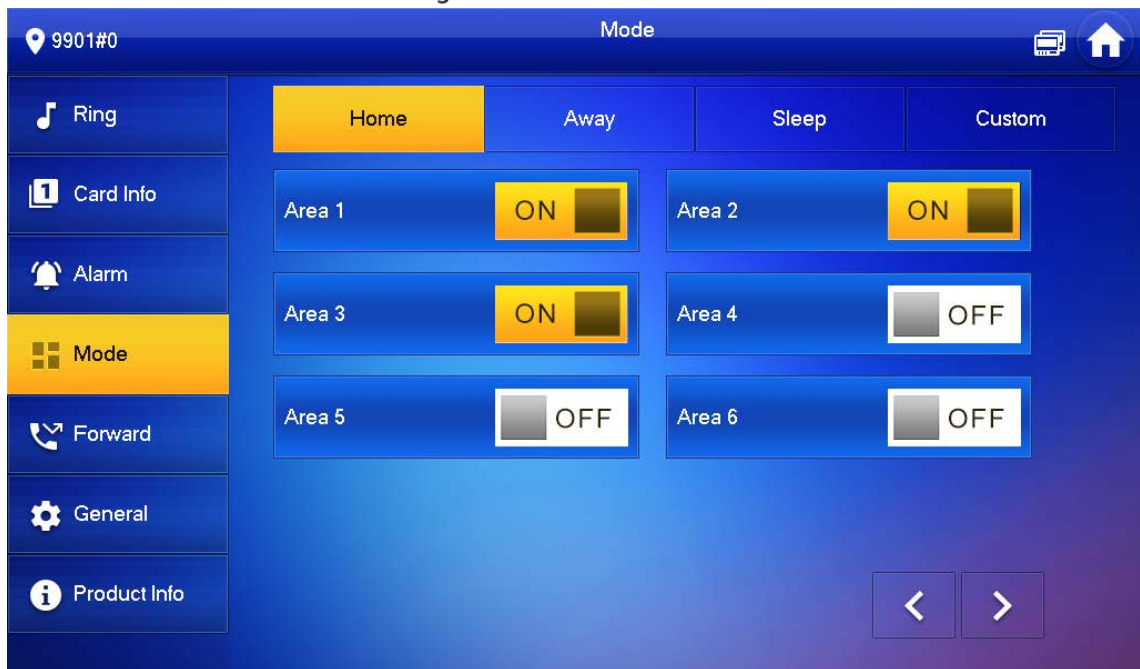 Mode
9901#0
Ring
Card Info
Alarm
Mode
Forward
General
Product Info
Home Away Sleep Custom
Area 1 ON Area 2 ON
Area 3 ON Area 4 OFF
Area 5 OFF Area 6 OFF